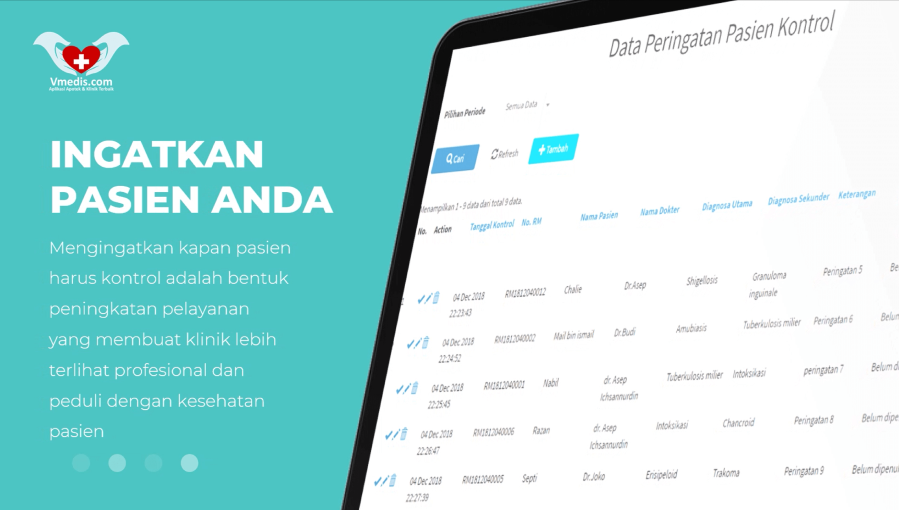 Vmedis.com
Aplikasi Apotek & Klinik Terbaik
INGATKAN
PASIEN ANDA
Mengingatkan kapan pasien
harus kontrol adalah bentuk
peningkatan pelayanan
yang membuat klinik lebih
terlihat profesional dan
peduli dengan kesehatan
pasien
Data Peringatan Pasien Kontrol
Pilihan Periode Semua Data
Cari Refresh Tambah
Menampilkan 1 - 9 data dari total 9 data.
No. Action Tanggal Kontrol No. RM Nama Pasien Nama Dokter Diagnosa Utama Diagnosa Sekunder Keterangan
04 Dec 2018 RM1812040012 Chalie Dr.Asep Shigellosis Granuloma Peringatan 5
22:23:43 inguinale
04 Dec 2018 RM1812040002 Mail bin ismail Dr.Budi Amubiasis Tuberkulosis milier Peringatan 6
22:24:52
04 Dec 2018 RM1812040001 Nabil dr. Asep Tuberkulosis milier Intoksikasi peringatan 7 Belum
22:25:45 Ichsannurdin
04 Dec 2018 RM1812040006 Razan dr. Asep Intoksikasi Chancroid Peringatan 8
22:26:47 Ichsannurdin
04 Dec 2018 RM1812040005 Septi Dr.Joko Erisipeloid Trakoma Peringatan 9 Belum dipenu
22:27:39